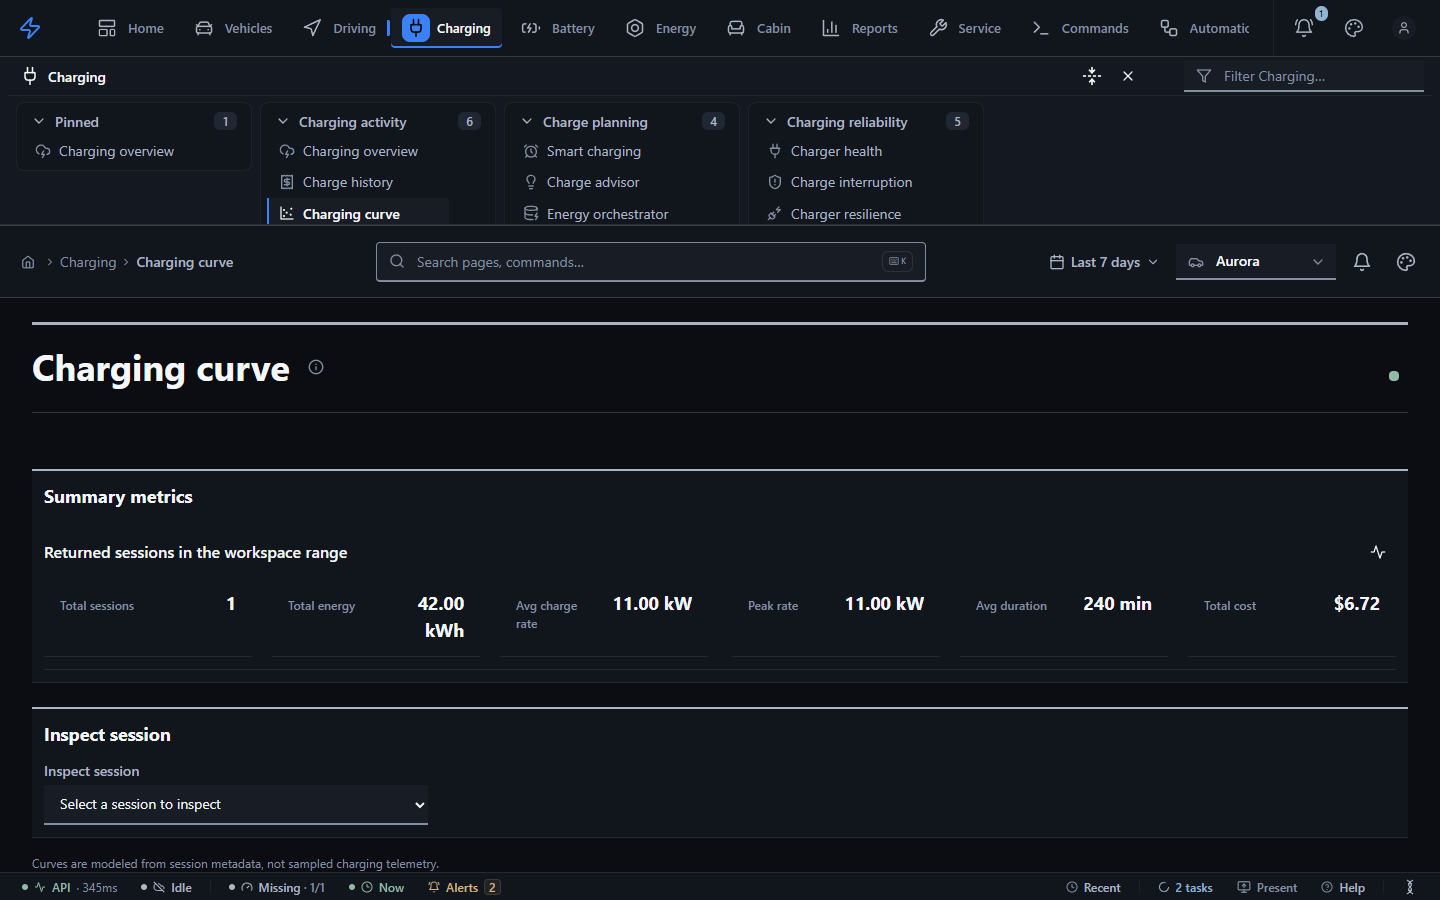 Home
Vehicles
Driving
Charging
Battery
Energy
Cabin
Reports
Service
Commands
Automatic
1
Charging
Filter Charging...
Pinned 1
Charging overview
Charging activity 6
Charging overview
Charge history
Charging curve
Charge planning 4
Smart charging
Charge advisor
Energy orchestrator
Charging reliability 5
Charger health
Charge interruption
Charger resilience
Charging > Charging curve
Search pages, commands... K
Last 7 days
Aurora
Charging curve
Summary metrics
Returned sessions in the workspace range
Total sessions 1
Total energy 42.00 kWh
Avg charge rate 11.00 kW
Peak rate 11.00 kW
Avg duration 240 min
Total cost $6.72
Inspect session
Inspect session
Select a session to inspect
Curves are modeled from session metadata, not sampled charging telemetry.
API · 345ms
Idle
Missing · 1/1
Now
Alerts 2
Recent
2 tasks
Present
Help